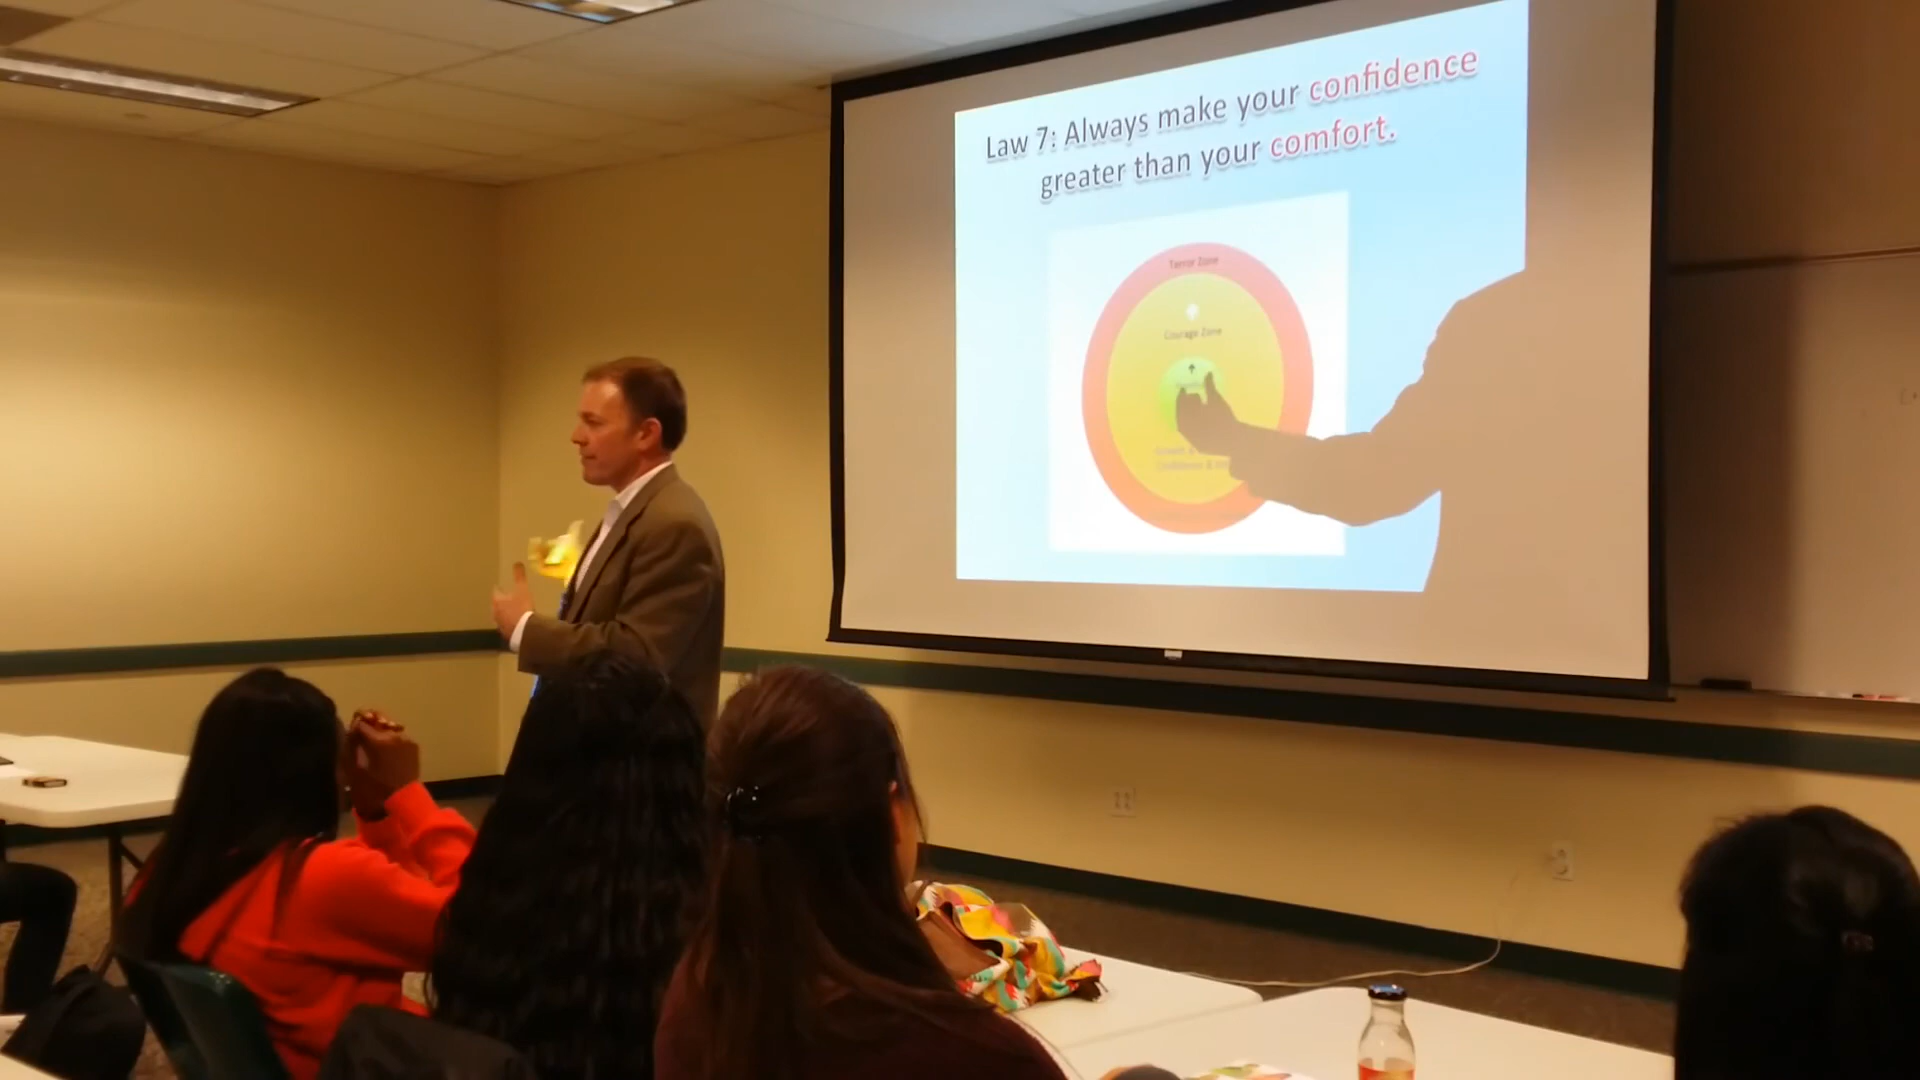 Law 7: Always make your confidence
greater than your comfort.
Terror Zone
Courage Zone